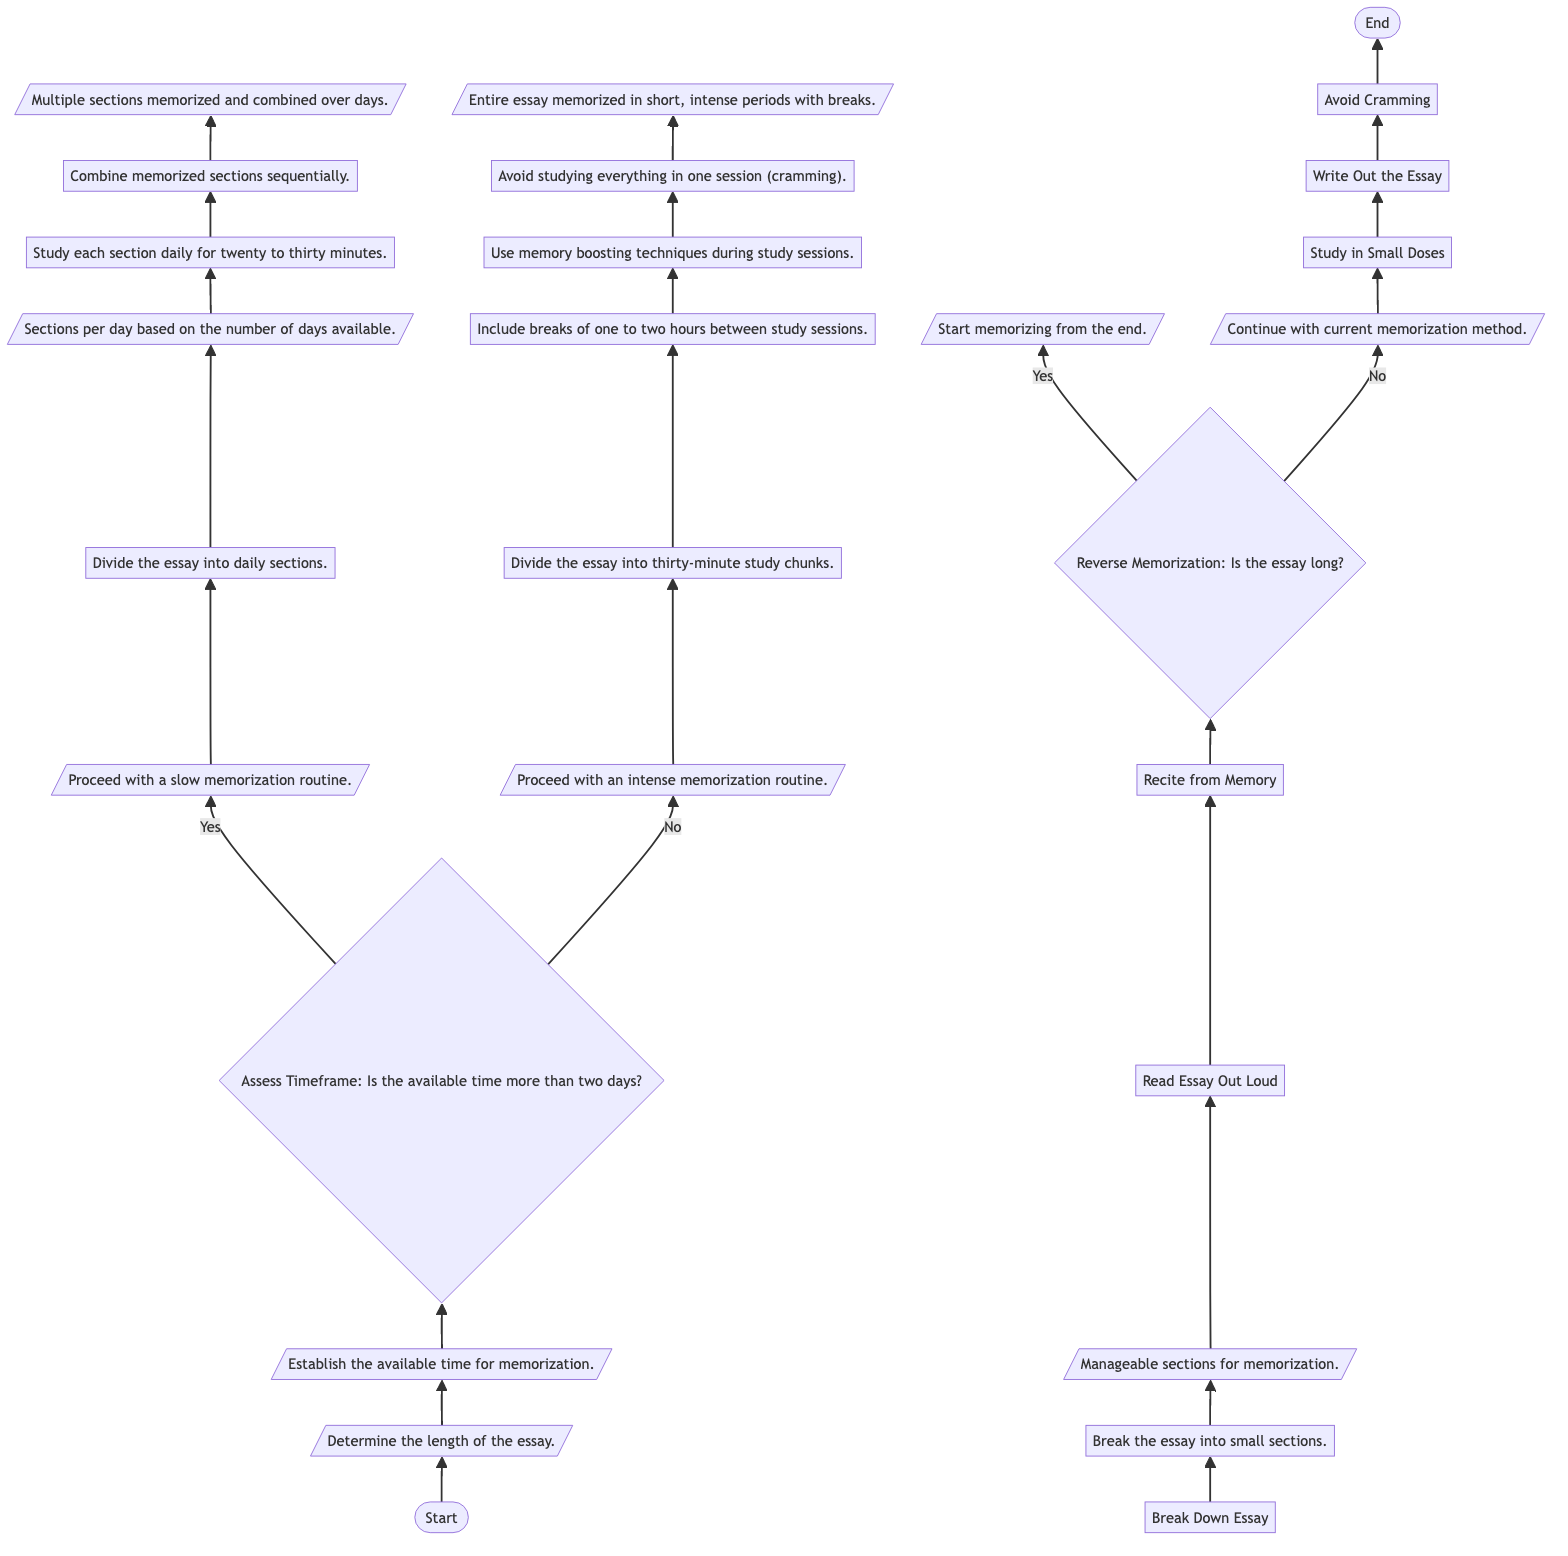 End
Multiple sections memorized and combined over days.
Entire essay memorized in short, intense periods with breaks.
Avoid Cramming
Combine memorized sections sequentially.
Avoid studying everything in one session (cramming).
Write Out the Essay
Study each section daily for twenty to thirty minutes.
Use memory boosting techniques during study sessions.
Study in Small Doses
Sections per day based on the number of days available.
Include breaks of one to two hours between study sessions.
Start memorizing from the end.
Continue with current memorization method.
Yes
No
Divide the essay into daily sections.
Divide the essay into thirty-minute study chunks.
Reverse Memorization: Is the essay long?
Proceed with a slow memorization routine.
Proceed with an intense memorization routine.
Recite from Memory
Yes
No
Assess Timeframe: Is the available time more than two days?
Read Essay Out Loud
Establish the available time for memorization.
Manageable sections for memorization.
Determine the length of the essay.
Break the essay into small sections.
Start
Break Down Essay